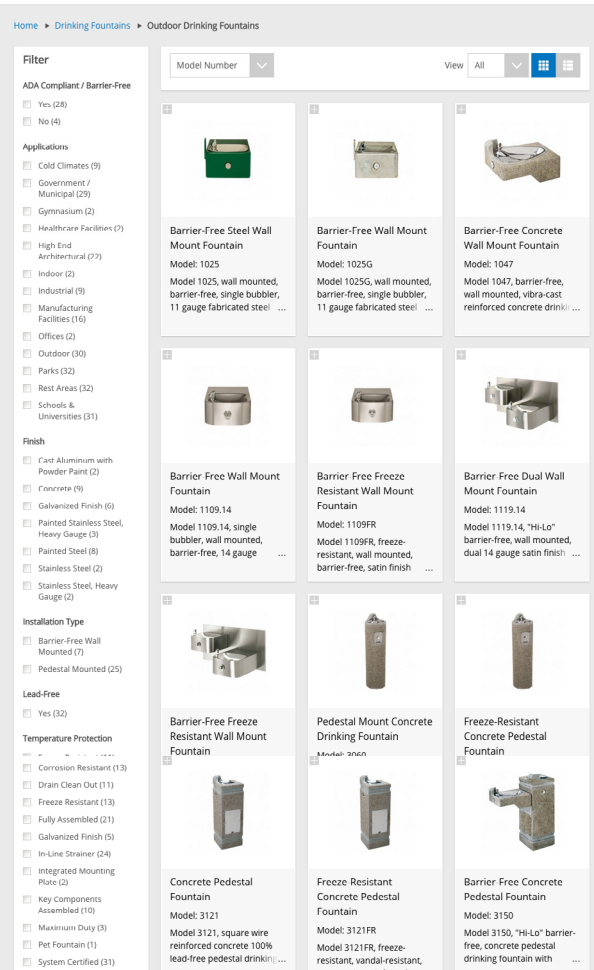 Home ▸ Drinking Fountains ▸ Outdoor Drinking Fountains
Filter
ADA Compliant / Barrier-Free
Yes (28)
No (4)
Applications
Cold Climates (9)
Government /
Municipal (29)
Gymnasium (2)
Healthcare Facilities (2)
High End
Architectural (22)
Indoor (2)
Industrial (9)
Manufacturing
Facilities (16)
Offices (2)
Outdoor (30)
Parks (32)
Rest Areas (32)
Schools &
Universities (31)
Finish
Cast Aluminum with
Powder Paint (2)
Concrete (9)
Galvanized Finish (6)
Painted Stainless Steel,
Heavy Gauge (3)
Painted Steel (8)
Stainless Steel (2)
Stainless Steel, Heavy
Gauge (2)
Installation Type
Barrier-Free Wall
Mounted (7)
Pedestal Mounted (25)
Lead-Free
Yes (32)
Temperature Protection
Corrosion Resistant (13)
Drain Clean Out (11)
Freeze Resistant (13)
Fully Assembled (21)
Galvanized Finish (5)
In-Line Strainer (24)
Integrated Mounting
Plate (2)
Key Components
Assembled (10)
Maximum Duty (3)
Pet Fountain (1)
System Certified (31)
Model Number
View All
Barrier-Free Steel Wall
Mount Fountain
Model: 1025
Model 1025, wall mounted,
barrier-free, single bubbler,
11 gauge fabricated steel ...
Barrier-Free Wall Mount
Fountain
Model: 1025G
Model 1025G, wall mounted,
barrier-free, single bubbler,
11 gauge fabricated steel ...
Barrier-Free Concrete
Wall Mount Fountain
Model: 1047
Model 1047, barrier-free,
wall mounted, vibra-cast
reinforced concrete drinkin...
Barrier-Free Wall Mount
Fountain
Model: 1109.14
Model 1109.14, single
bubbler, wall mounted,
barrier-free, 14 gauge ...
Barrier-Free Freeze
Resistant Wall Mount
Fountain
Model: 1109FR
Model 1109FR, freeze-
resistant, wall mounted,
barrier-free, satin finish ...
Barrier-Free Dual Wall
Mount Fountain
Model: 1119.14
Model 1119.14, "Hi-Lo"
barrier-free, wall mounted,
dual 14 gauge satin finish ...
Barrier-Free Freeze
Resistant Wall Mount
Fountain
Pedestal Mount Concrete
Drinking Fountain
Model: 3060
Freeze-Resistant
Concrete Pedestal
Fountain
Concrete Pedestal
Fountain
Model: 3121
Model 3121, square wire
reinforced concrete 100%
lead-free pedestal drinking...
Freeze-Resistant
Concrete Pedestal
Fountain
Model: 3121FR
Model 3121FR, freeze-
resistant, vandal-resistant,
Barrier-Free Concrete
Pedestal Fountain
Model: 3150
Model 3150, "Hi-Lo" barrier-
free, concrete pedestal
drinking fountain with ...